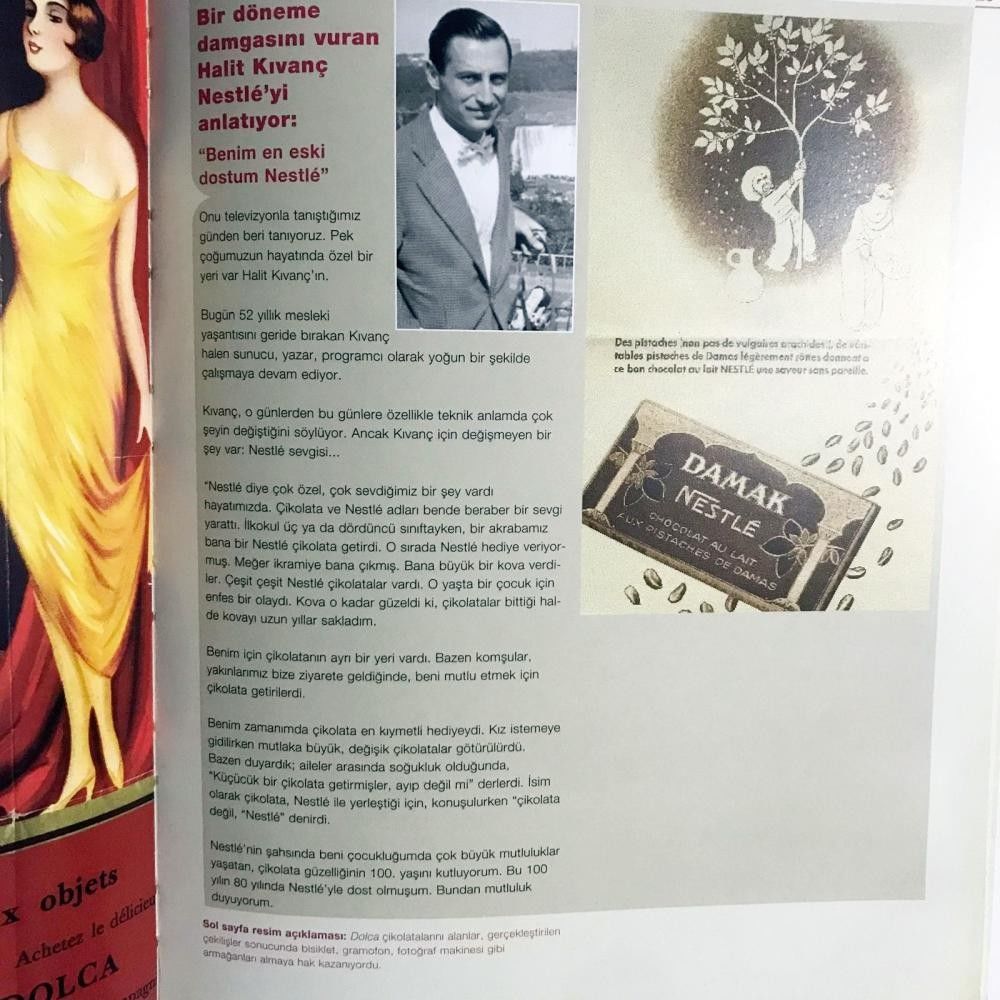 Bir döneme
damgasını vuran
Halit Kıvanç
Nestlé'yi
anlatıyor:
“Benim en eski
dostum Nestlé”
Onu televizyonla tanıştığımız
günden beri tanıyoruz. Pek
çoğumuzun hayatında özel bir
yeri var Halit Kıvanç'ın.
Bugün 52 yıllık mesleki
yaşantısını geride bırakan Kıvanç
halen sunucu, yazar, programcı olarak yoğun bir şekilde
çalışmaya devam ediyor.
Kıvanç, o günlerden bu günlere özellikle teknik anlamda çok
şeyin değiştiğini söylüyor. Ancak Kıvanç için değişmeyen bir
şey var: Nestlé sevgisi...
“Nestlé diye çok özel, çok sevdiğimiz bir şey vardı
hayatımızda. Çikolata ve Nestlé adları bende beraber bir sevgi
yarattı. İlkokul üç ya da dördüncü sınıftayken, bir akrabamız
bana bir Nestlé çikolata getirdi. O sırada Nestlé hediye veriyor-
muş. Meğer ikramiye bana çıkmış. Bana büyük bir kova verdi-
ler. Çeşit çeşit Nestlé çikolatalar vardı. O yaşta bir çocuk için
enfes bir olaydı. Kova o kadar güzeldi ki, çikolatalar bittiği hal-
de kovayı uzun yıllar sakladım.
Benim için çikolatanın ayrı bir yeri vardı. Bazen komşular,
yakınlarımız bize ziyarete geldiğinde, beni mutlu etmek için
çikolata getirilerdi.
Benim zamanımda çikolata en kıymetli hediyeydi. Kız istemeye
gidilirken mutlaka büyük, değişik çikolatalar götürülürdü.
Bazen duyardık; aileler arasında soğukluk olduğunda,
“Küçücük bir çikolata getirmişler, ayıp değil mi” derlerdi. İsim
olarak çikolata, Nestlé ile yerleştiği için, konuşulurken “çikolata
değil, “Nestlé” denirdi.
Nestlé'nin şahsında beni çocukluğumda çok büyük mutluluklar
yaşatan, çikolata güzelliğinin 100. yaşını kutluyorum. Bu 100
yılın 80 yılında Nestlé'yle dost olmuşum. Bundan mutluluk
duyuyorum.
Sol sayfa resim açıklaması: Dolca çikolatalarını alanlar, gerçekleştirilen
çekilişler sonucunda bisiklet, gramofon, fotoğraf makinesi gibi
armağanları almaya hak kazanıyordu.
Des pistaches (non pas de vulgaires arachides!), de véri-
tables pistaches de Damas légèrement rôties donnent à
ce bon chocolat au lait NESTLÉ une saveur sans pareille.
DAMAK
NESTLÉ
CHOCOLAT AU LAIT
AUX PISTACHES DE DAMAS
x objets
Achetez le délicieu
DOLCA